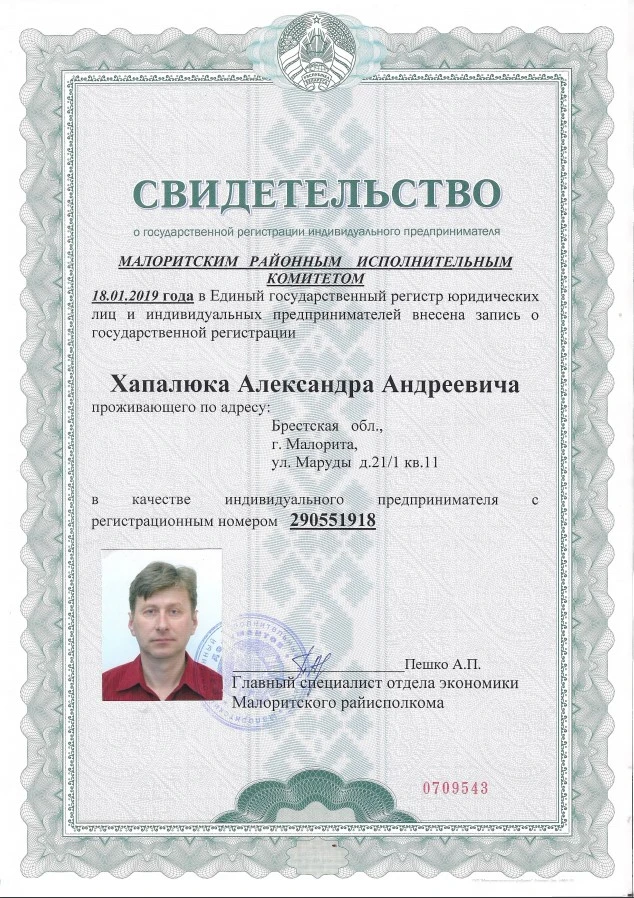 СВИДЕТЕЛЬСТВО
о государственной регистрации индивидуального предпринимателя
МАЛОРИТСКИМ РАЙОННЫМ ИСПОЛНИТЕЛЬНЫМ
КОМИТЕТОМ
18.01.2019 года в Единый государственный регистр юридических
лиц и индивидуальных предпринимателей внесена запись о
государственной регистрации
Хапалюка Александра Андреевича
проживающего по адресу:
Брестская обл.,
г. Малорита,
ул. Маруды д.21/1 кв.11
в качестве индивидуального предпринимателя с
регистрационным номером 290551918
Пешко А.П.
Главный специалист отдела экономики
Малоритского райисполкома
0709543